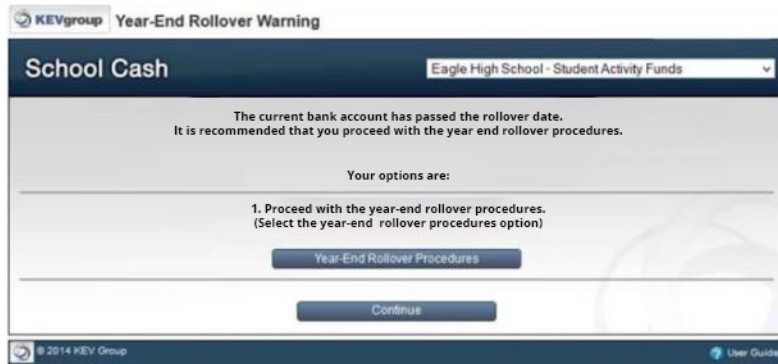 KEVgroup Year-End Rollover Warning
School Cash
Eagle High School - Student Activity Funds
The current bank account has passed the rollover date.
It is recommended that you proceed with the year end rollover procedures.
Your options are:
1. Proceed with the year-end rollover procedures.
(Select the year-end rollover procedures option)
Year-End Rollover Procedures
Continue
© 2014 KEV Group
User Guide